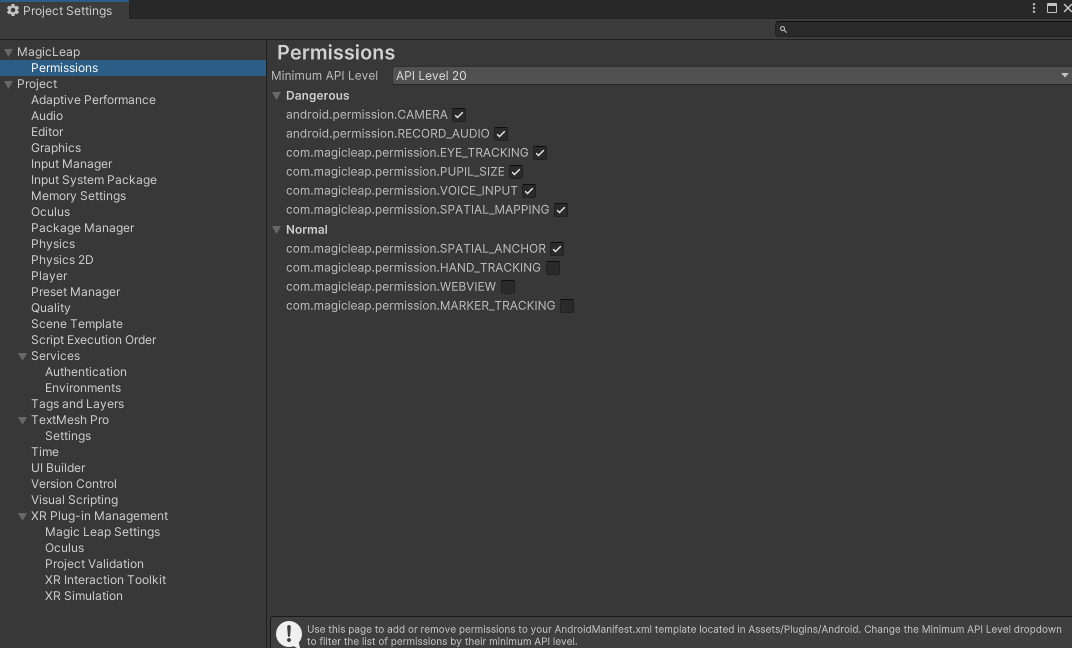 Project Settings
MagicLeap
Permissions
Project
Adaptive Performance
Audio
Editor
Graphics
Input Manager
Input System Package
Memory Settings
Oculus
Package Manager
Physics
Physics 2D
Player
Preset Manager
Quality
Scene Template
Script Execution Order
Services
Authentication
Environments
Tags and Layers
TextMesh Pro
Settings
Time
UI Builder
Version Control
Visual Scripting
XR Plug-in Management
Magic Leap Settings
Oculus
Project Validation
XR Interaction Toolkit
XR Simulation
Permissions
Minimum API Level API Level 20
Dangerous
android.permission.CAMERA
android.permission.RECORD_AUDIO
com.magicleap.permission.EYE_TRACKING
com.magicleap.permission.PUPIL_SIZE
com.magicleap.permission.VOICE_INPUT
com.magicleap.permission.SPATIAL_MAPPING
Normal
com.magicleap.permission.SPATIAL_ANCHOR
com.magicleap.permission.HAND_TRACKING
com.magicleap.permission.WEBVIEW
com.magicleap.permission.MARKER_TRACKING
Use this page to add or remove permissions to your AndroidManifest.xml template located in Assets/Plugins/Android. Change the Minimum API Level dropdown
to filter the list of permissions by their minimum API level.